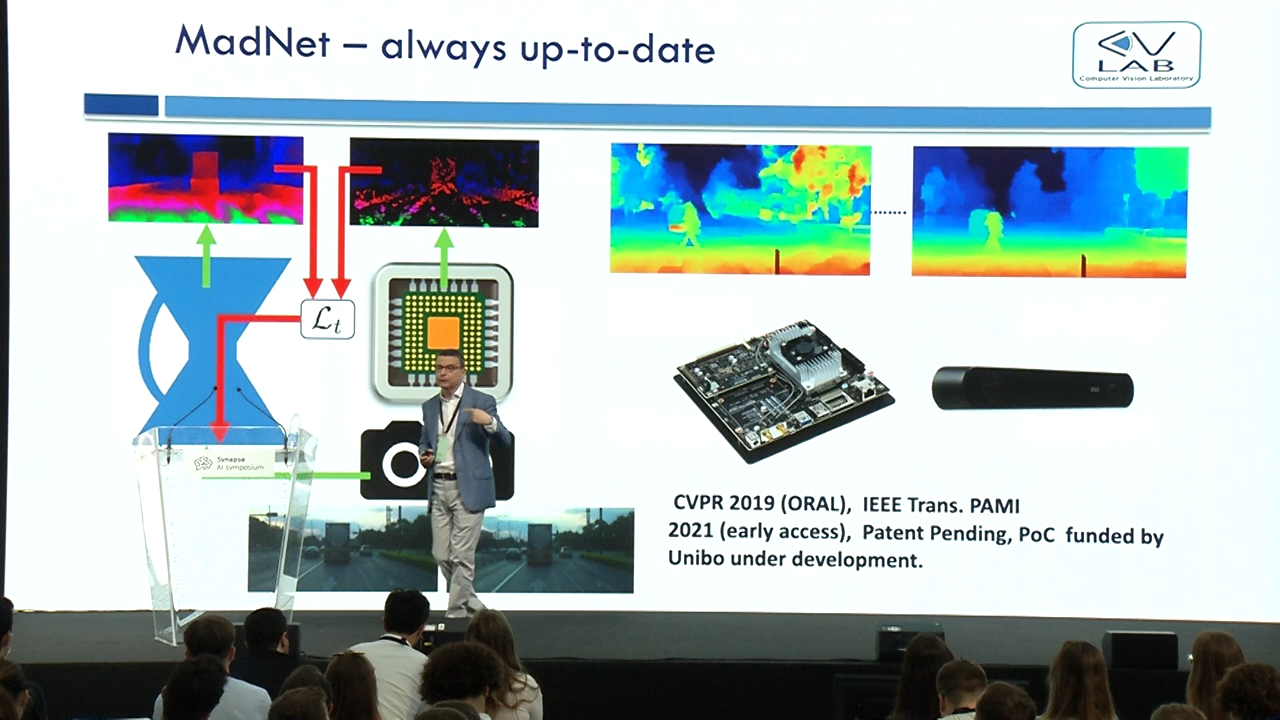 MadNet – always up-to-date
CV
LAB
Computer Vision Laboratory
ℒt
Synapse
AI symposium
CVPR 2019 (ORAL), IEEE Trans. PAMI
2021 (early access), Patent Pending, PoC funded by
Unibo under development.